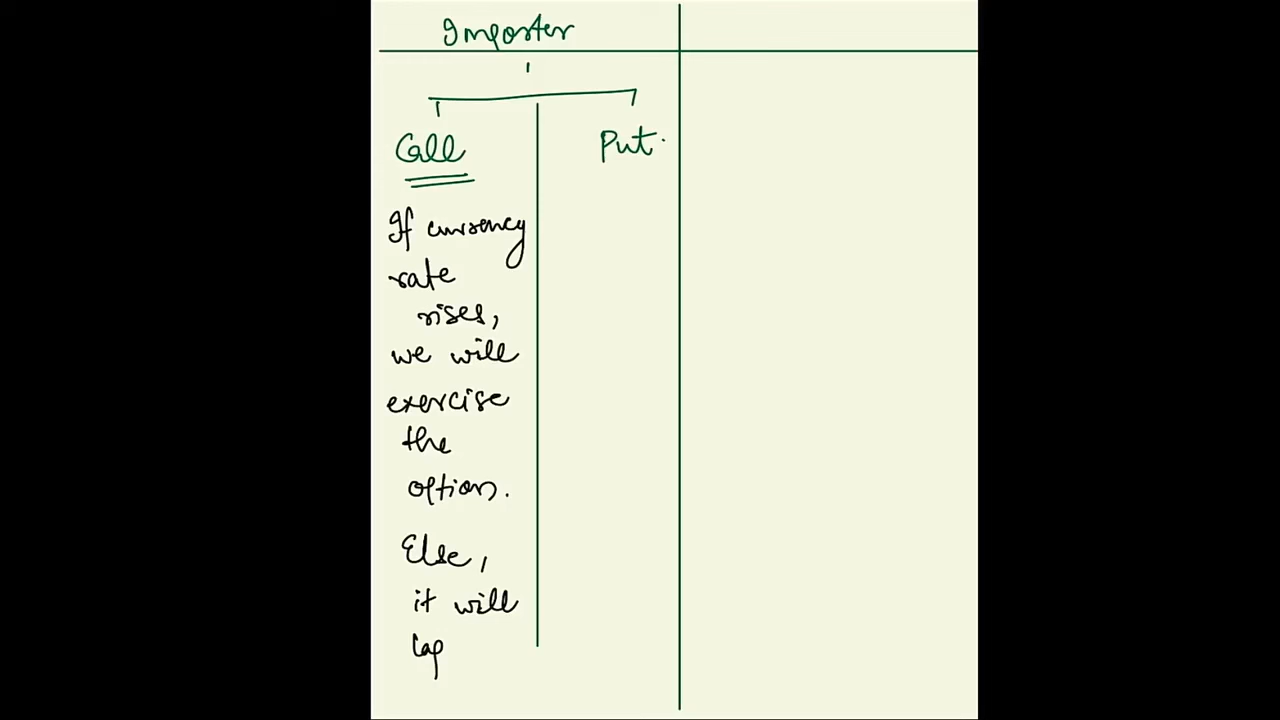 Importer
Call
Put.
If currency
rate
rises,
we will
exercise
the
option.
Else,
it will
lap